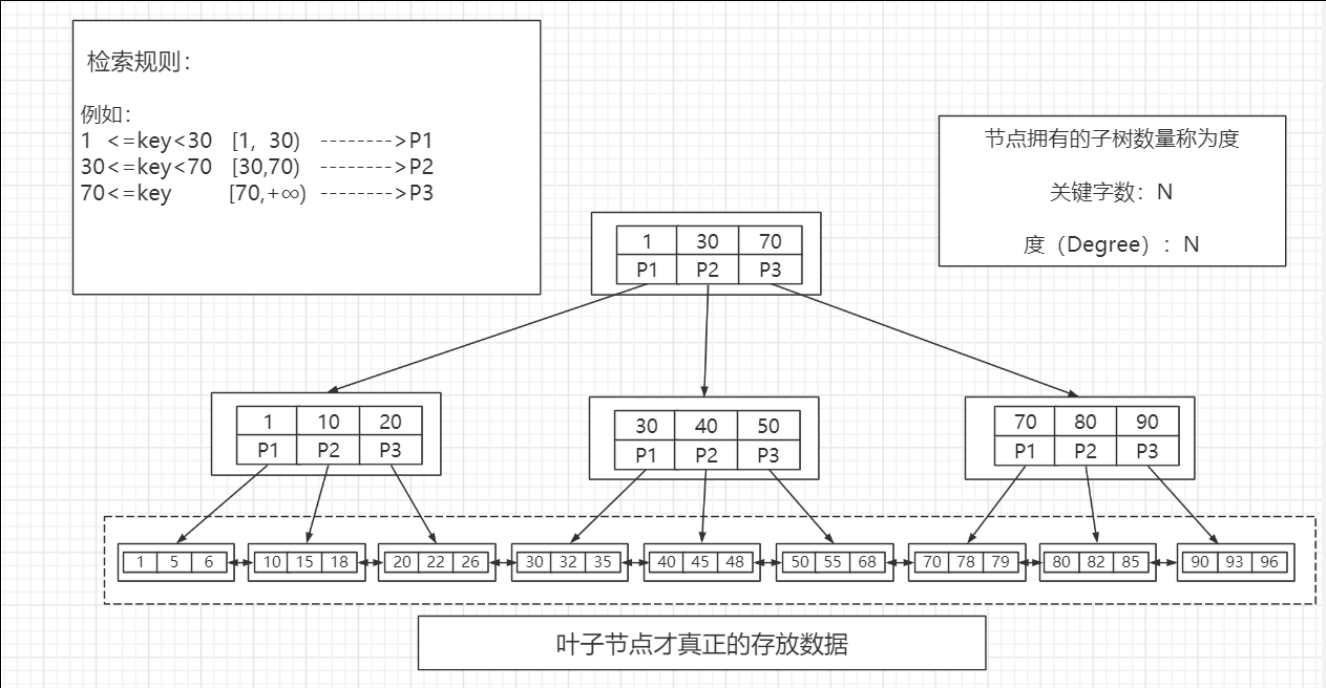 检索规则：
例如：
1 <=key<30 [1, 30) -------->P1
30<=key<70 [30,70) -------->P2
70<=key [70,+∞) -------->P3
节点拥有的子树数量称为度
关键字数：N
度（Degree）：N
1 30 70
P1 P2 P3
1 10 20
P1 P2 P3
30 40 50
P1 P2 P3
70 80 90
P1 P2 P3
1 5 6 10 15 18 20 22 26 30 32 35 40 45 48 50 55 68 70 78 79 80 82 85 90 93 96
叶子节点才真正的存放数据